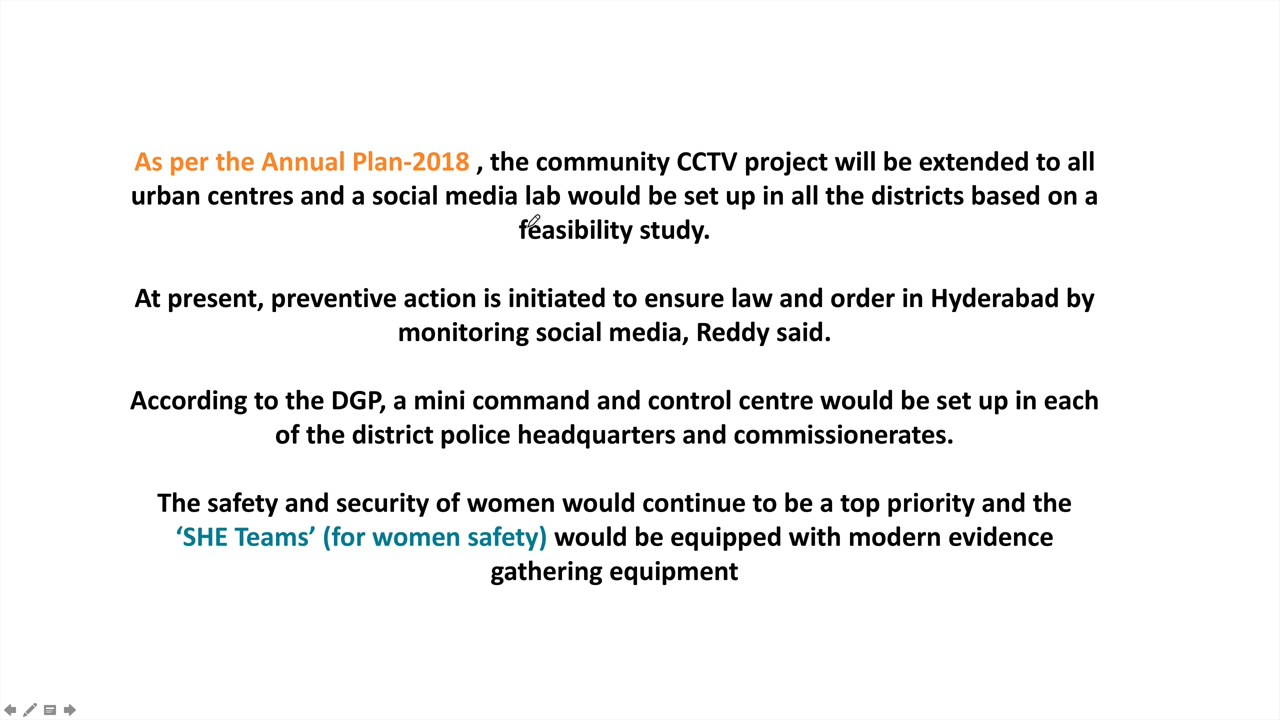 As per the Annual Plan-2018 , the community CCTV project will be extended to all
urban centres and a social media lab would be set up in all the districts based on a
feasibility study.
At present, preventive action is initiated to ensure law and order in Hyderabad by
monitoring social media, Reddy said.
According to the DGP, a mini command and control centre would be set up in each
of the district police headquarters and commissionerates.
The safety and security of women would continue to be a top priority and the
‘SHE Teams’ (for women safety) would be equipped with modern evidence
gathering equipment